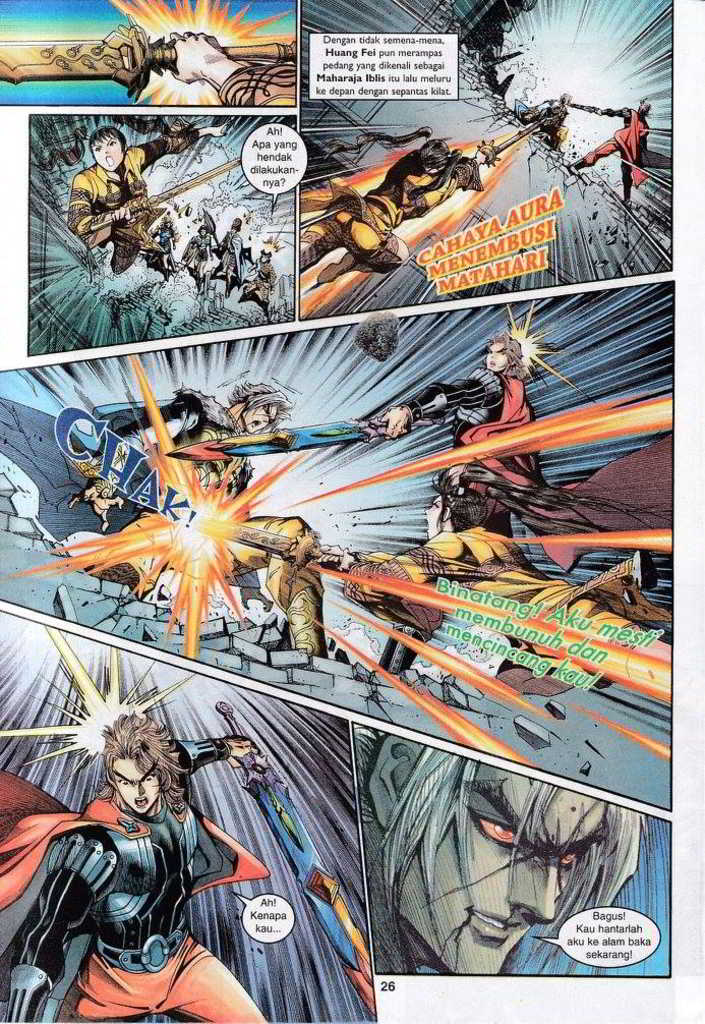 Dengan tidak semena-mena,
Huang Fei pun merampas
pedang yang dikenali sebagai
Maharaja Iblis itu lalu meluru
ke depan dengan sepantas kilat.
Ah!
Apa yang
hendak
dilakukan-
nya?
CAHAYA AURA
MENEMBUSI
MATAHARI
CHAK!
Binatang! Aku mesti
membunuh dan
mencincang kau!
Ah!
Kenapa
kau...
Bagus!
Kau hantarlah
aku ke alam baka
sekarang!
26